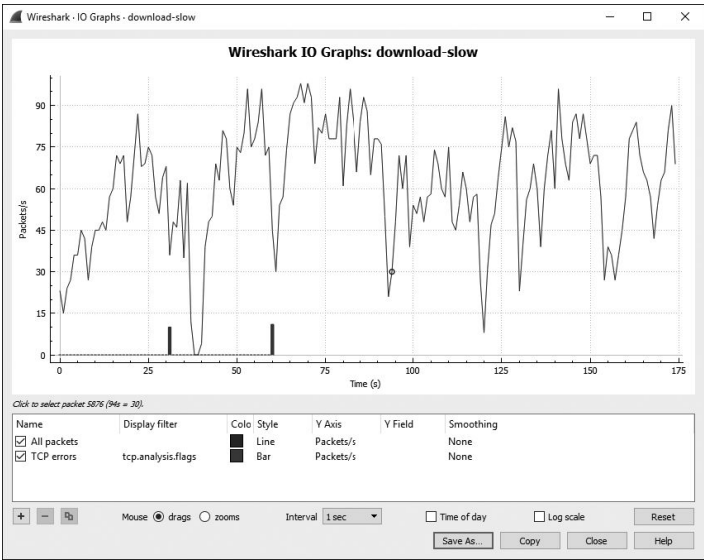 Wireshark · IO Graphs · download-slow
Wireshark IO Graphs: download-slow
90
75
60
45
30
15
0
Packets/s
0 25 50 75 100 125 150 175
Time (s)
Click to select packet 5876 (94s = 30).
Name Display filter Colo Style Y Axis Y Field Smoothing
All packets Line Packets/s None
TCP errors tcp.analysis.flags Bar Packets/s None
Mouse drags zooms Interval 1 sec Time of day Log scale Reset
Save As... Copy Close Help